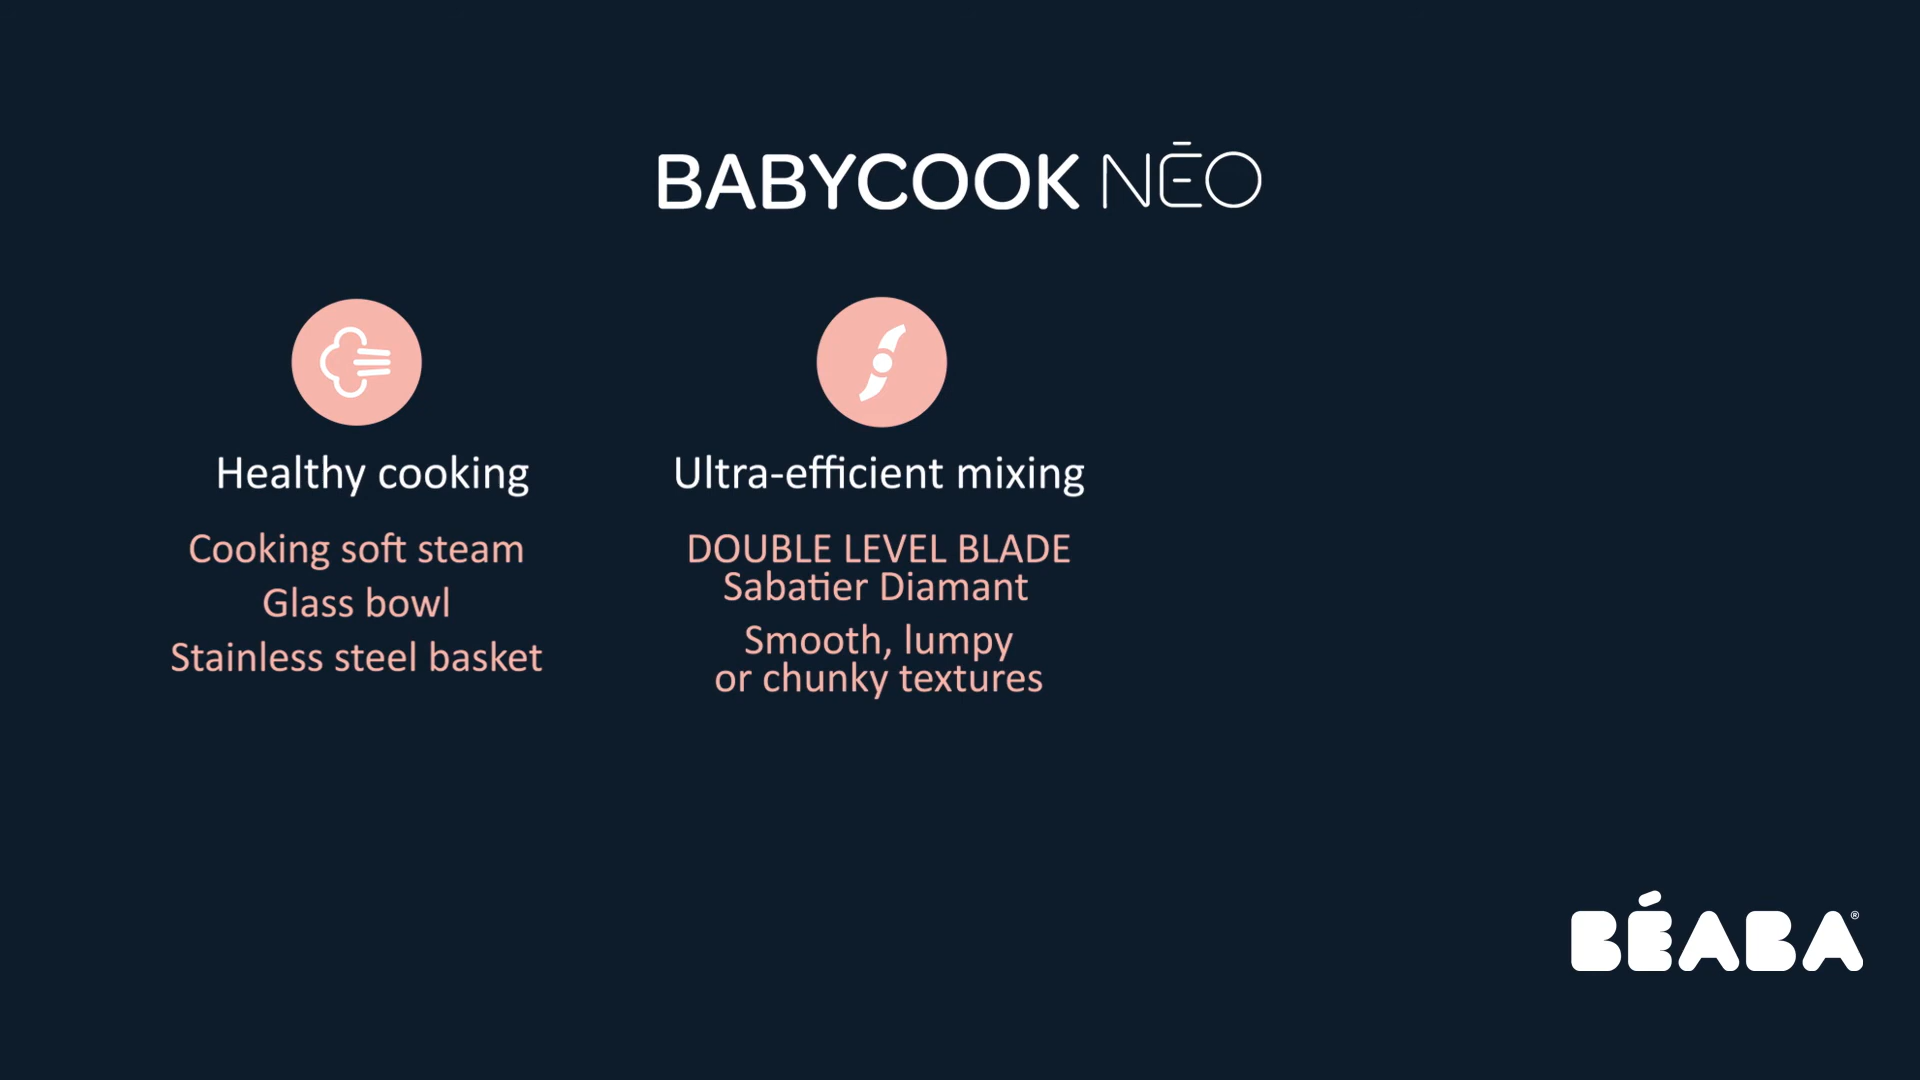 BABYCOOK NĒO
Healthy cooking
Cooking soft steam
Glass bowl
Stainless steel basket
Ultra-efficient mixing
DOUBLE LEVEL BLADE
Sabatier Diamant
Smooth, lumpy
or chunky textures
BÉABA®